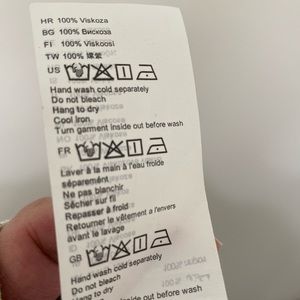 HR 100% Viskoza
BG 100% Вискоза
FI 100% Viskoosi
TW 100% 嫘縈
US
Hand wash cold separately
Do not bleach
Hang to dry
Cool iron
Turn garment inside out before wash
FR
Laver à la main à l'eau froide
séparément
Ne pas blanchir
Sécher sur fil
Repasser à froid
Retourner le vêtement a l'envers
avant le lavage
GB
Hand wash cold separately
Do not bleach
Hang to dry